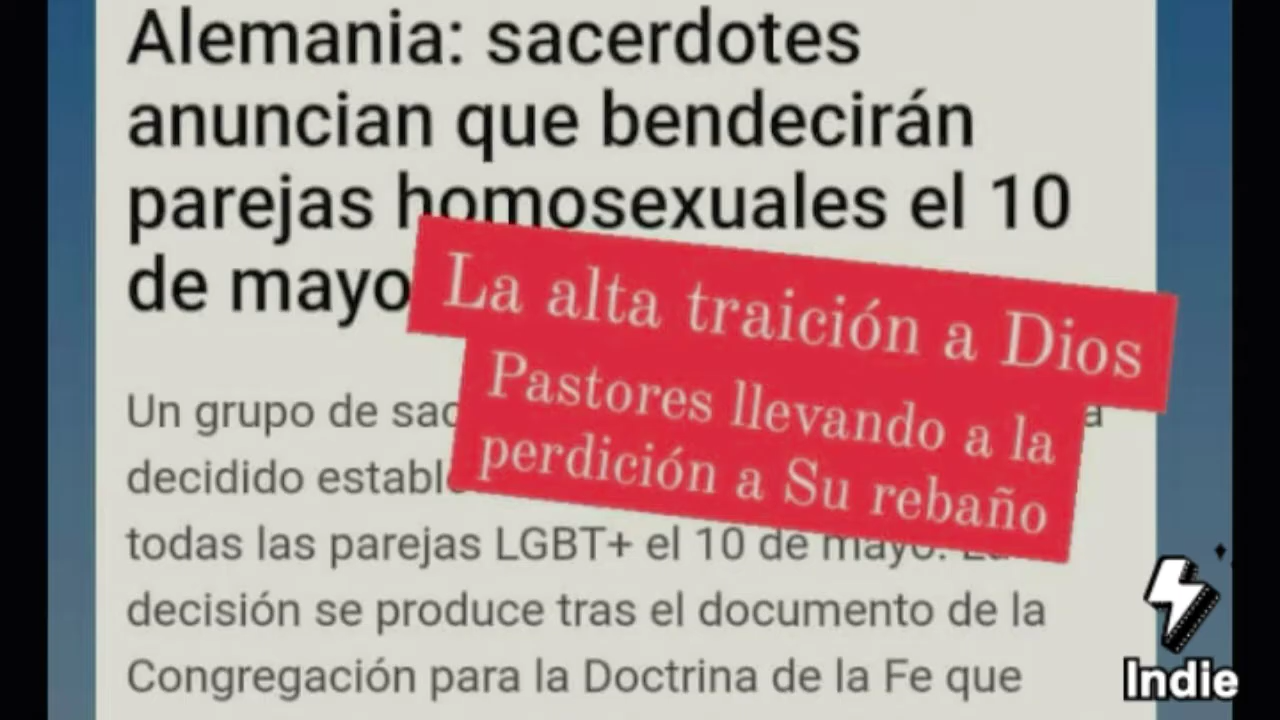 Alemania: sacerdotes
anuncian que bendecirán
parejas homosexuales el 10
de mayo
La alta traición a Dios
Pastores llevando a la
perdición a Su rebaño
Un grupo de
decidido
todas las parejas LGBT+ el 10 de mayo.
decisión se produce tras el documento de la
Congregación para la Doctrina de la Fe que
Indie